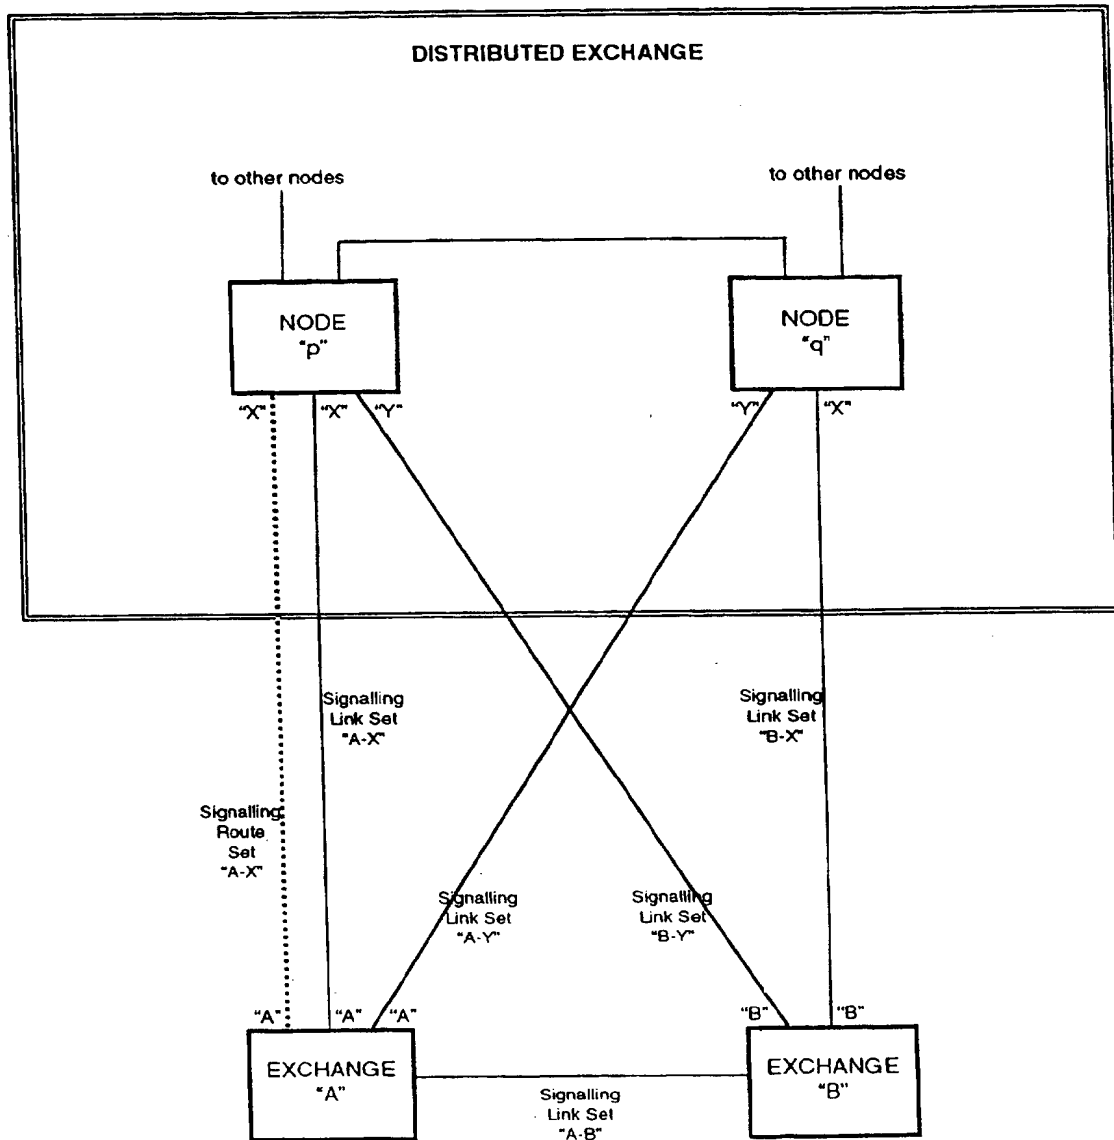 DISTRIBUTED EXCHANGE
to other nodes
to other nodes
NODE
"p"
NODE
"q"
"X"
"X"
"Y"
"Y"
"X"
Signalling
Link Set
"A-X"
Signalling
Link Set
"B-X"
Signalling
Route
Set
"A-X"
Signalling
Link Set
"A-Y"
Signalling
Link Set
"B-Y"
"A"
"A"
"A"
"B"
"B"
EXCHANGE
"A"
EXCHANGE
"B"
Signalling
Link Set
"A-B"